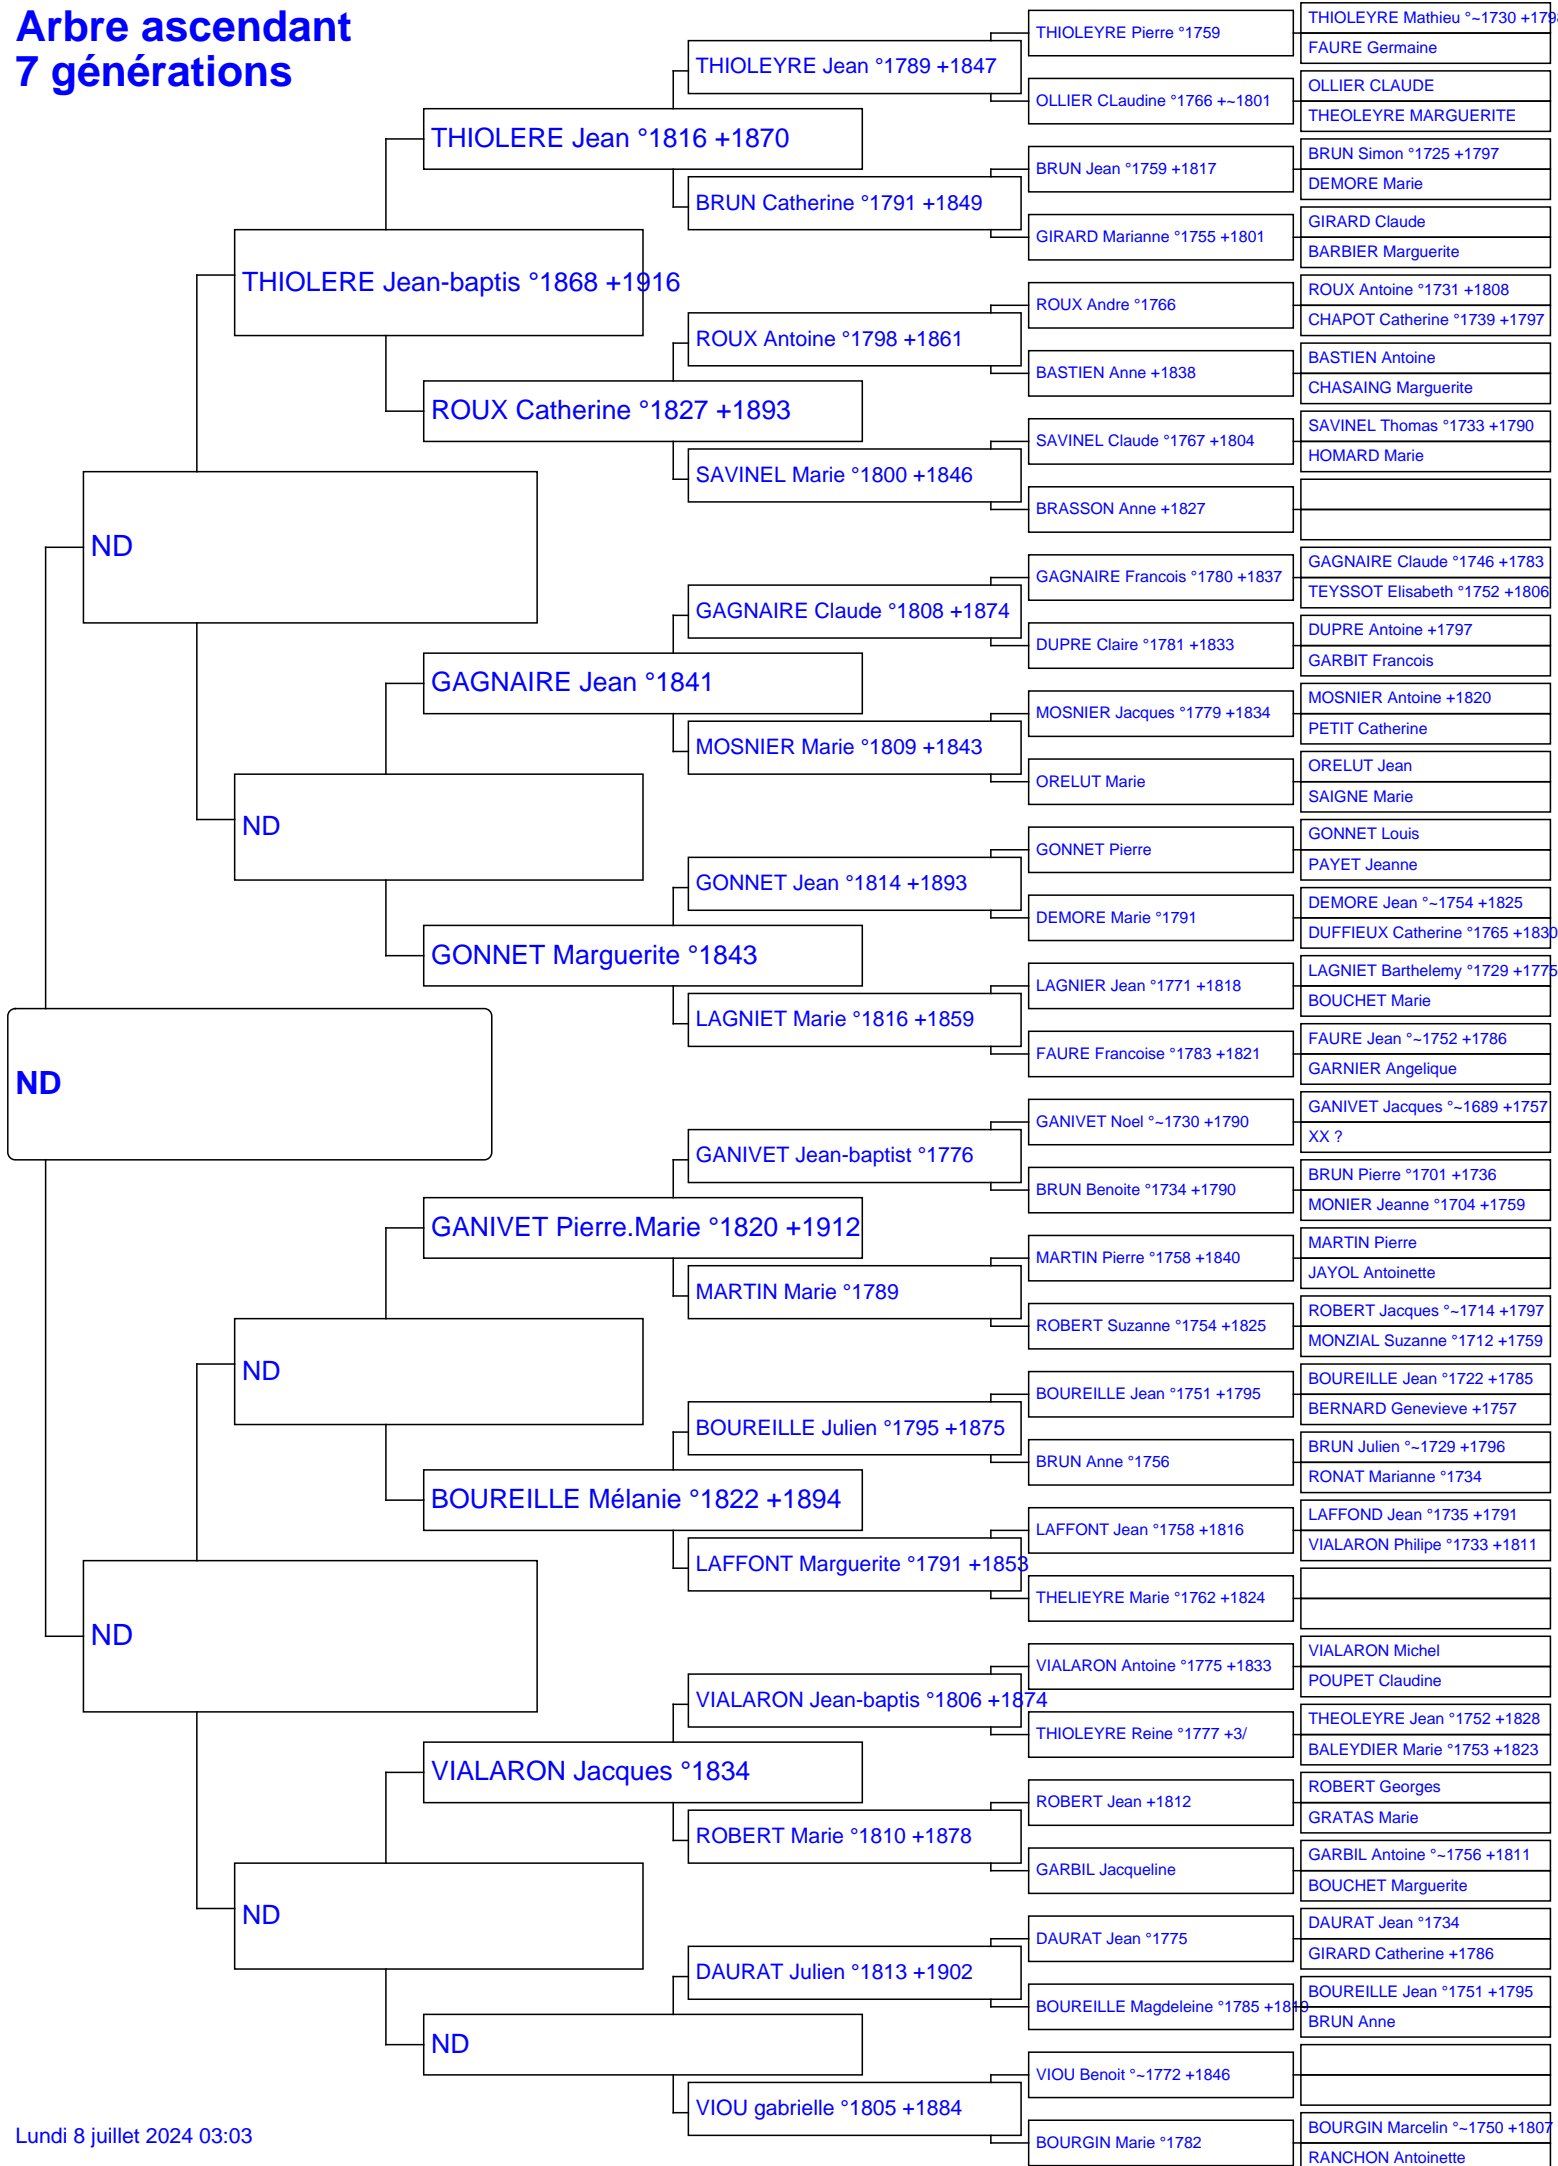 Arbre ascendant
7 générations
THIOLEYRE Mathieu °~1730 +179
THIOLEYRE Pierre °1759
FAURE Germaine
THIOLEYRE Jean °1789 +1847
OLLIER CLAUDE
OLLIER CLaudine °1766 +~1801
THEOLEYRE MARGUERITE
THIOLERE Jean °1816 +1870
BRUN Simon °1725 +1797
BRUN Jean °1759 +1817
DEMORE Marie
BRUN Catherine °1791 +1849
GIRARD Claude
GIRARD Marianne °1755 +1801
BARBIER Marguerite
THIOLERE Jean-baptis °1868 +1916
ROUX Antoine °1731 +1808
ROUX Andre °1766
CHAPOT Catherine °1739 +1797
ROUX Antoine °1798 +1861
BASTIEN Antoine
BASTIEN Anne +1838
CHASAING Marguerite
ROUX Catherine °1827 +1893
SAVINEL Thomas °1733 +1790
SAVINEL Claude °1767 +1804
HOMARD Marie
SAVINEL Marie °1800 +1846
BRASSON Anne +1827
ND
GAGNAIRE Claude °1746 +1783
GAGNAIRE Francois °1780 +1837
TEYSSOT Elisabeth °1752 +1806
GAGNAIRE Claude °1808 +1874
DUPRE Antoine +1797
DUPRE Claire °1781 +1833
GARBIT Francois
GAGNAIRE Jean °1841
MOSNIER Antoine +1820
MOSNIER Jacques °1779 +1834
PETIT Catherine
MOSNIER Marie °1809 +1843
ORELUT Jean
ORELUT Marie
SAIGNE Marie
ND
GONNET Louis
GONNET Pierre
PAYET Jeanne
GONNET Jean °1814 +1893
DEMORE Jean °~1754 +1825
DEMORE Marie °1791
DUFFIEUX Catherine °1765 +1830
GONNET Marguerite °1843
LAGNIET Barthelemy °1729 +1775
LAGNIER Jean °1771 +1818
BOUCHET Marie
LAGNIET Marie °1816 +1859
FAURE Jean °~1752 +1786
FAURE Francoise °1783 +1821
GARNIER Angelique
ND
GANIVET Jacques °~1689 +1757
GANIVET Noel °~1730 +1790
XX ?
GANIVET Jean-baptist °1776
BRUN Pierre °1701 +1736
BRUN Benoite °1734 +1790
MONIER Jeanne °1704 +1759
GANIVET Pierre.Marie °1820 +1912
MARTIN Pierre
MARTIN Pierre °1758 +1840
JAYOL Antoinette
MARTIN Marie °1789
ROBERT Jacques °~1714 +1797
ROBERT Suzanne °1754 +1825
MONZIAL Suzanne °1712 +1759
ND
BOUREILLE Jean °1722 +1785
BOUREILLE Jean °1751 +1795
BERNARD Genevieve +1757
BOUREILLE Julien °1795 +1875
BRUN Julien °~1729 +1796
BRUN Anne °1756
RONAT Marianne °1734
BOUREILLE Mélanie °1822 +1894
LAFFOND Jean °1735 +1791
LAFFONT Jean °1758 +1816
VIALARON Philipe °1733 +1811
LAFFONT Marguerite °1791 +1853
THELIEYRE Marie °1762 +1824
ND
VIALARON Michel
VIALARON Antoine °1775 +1833
POUPET Claudine
VIALARON Jean-baptis °1806 +1874
THEOLEYRE Jean °1752 +1828
THIOLEYRE Reine °1777 +3/
BALEYDIER Marie °1753 +1823
VIALARON Jacques °1834
ROBERT Georges
ROBERT Jean +1812
GRATAS Marie
ROBERT Marie °1810 +1878
GARBIL Antoine °~1756 +1811
GARBIL Jacqueline
BOUCHET Marguerite
ND
DAURAT Jean °1734
DAURAT Jean °1775
GIRARD Catherine +1786
DAURAT Julien °1813 +1902
BOUREILLE Jean °1751 +1795
BOUREILLE Magdeleine °1785 +1819
BRUN Anne
ND
VIOU Benoit °~1772 +1846
VIOU gabrielle °1805 +1884
BOURGIN Marcelin °~1750 +1807
BOURGIN Marie °1782
RANCHON Antoinette
Lundi 8 juillet 2024 03:03